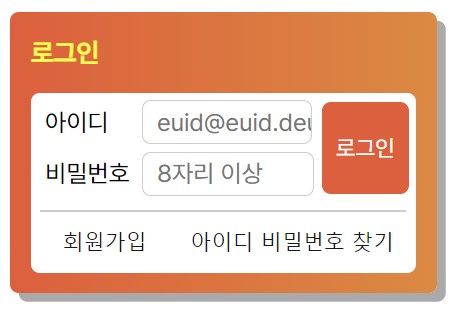 로그인
아이디 euid@euid.deu 로그인
비밀번호 8자리 이상
회원가입 아이디 비밀번호 찾기